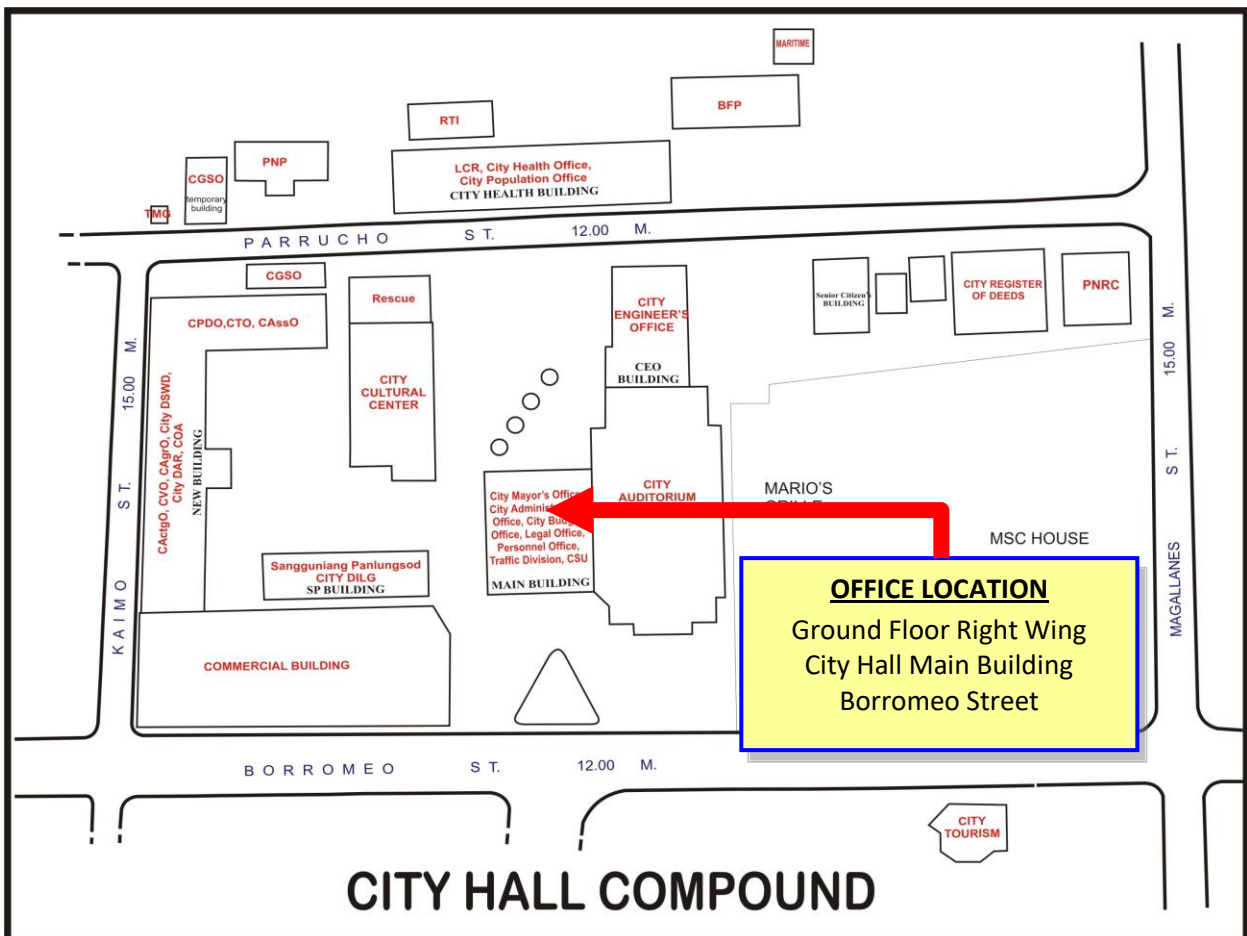 MARITIME
BFP
RTI
PNP
CGSO
temporary
building
TMG
LCR, City Health Office,
City Population Office
CITY HEALTH BUILDING
PARRUCHO ST. 12.00 M.
CGSO
CPDO,CTO, CAssO
Rescue
CITY
CULTURAL
CENTER
CITY
ENGINEER'S
OFFICE
CEO
BUILDING
Senior Citizen's
BUILDING
CITY REGISTER
OF DEEDS
PNRC
KAIMO ST. 15.00 M.
CActgO, CVO, CAgrO, City DSWD,
City DAR, COA
NEW BUILDING
MAGALLANES ST. 15.00 M.
City Mayor's Office
City
Office, City
Office, Legal Office,
Personnel Office,
Traffic Division, CSU
MAIN BUILDING
CITY
AUDITORIUM
MARIO'S
MSC HOUSE
Sangguniang Panlungsod
CITY DILG
SP BUILDING
COMMERCIAL BUILDING
OFFICE LOCATION
Ground Floor Right Wing
City Hall Main Building
Borromeo Street
BORROMEO ST. 12.00 M.
CITY
TOURISM
CITY HALL COMPOUND